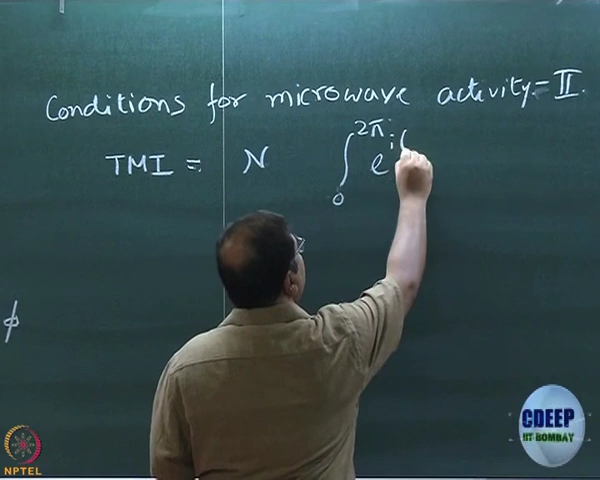 Conditions for microwave activity - II.
TMI = N ∫₀^2π e^i(
φ
CDEEP
IIT BOMBAY
NPTEL